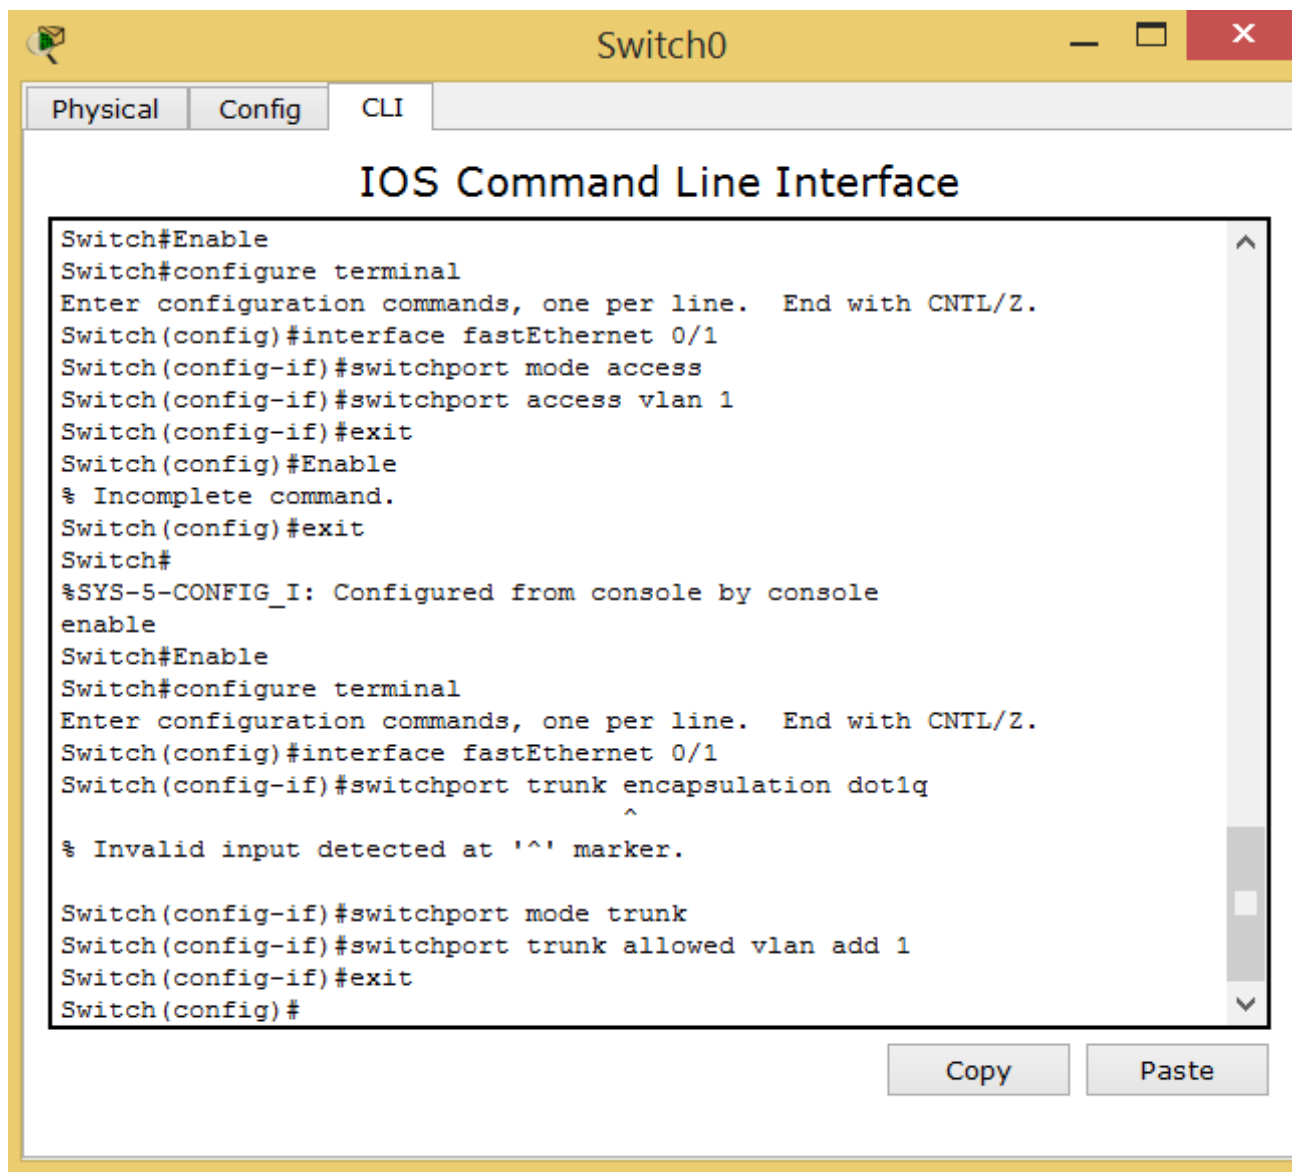 Switch0
Physical Config CLI
IOS Command Line Interface
Switch#Enable
Switch#configure terminal
Enter configuration commands, one per line.  End with CNTL/Z.
Switch(config)#interface fastEthernet 0/1
Switch(config-if)#switchport mode access
Switch(config-if)#switchport access vlan 1
Switch(config-if)#exit
Switch(config)#Enable
% Incomplete command.
Switch(config)#exit
Switch#
%SYS-5-CONFIG_I: Configured from console by console
enable
Switch#Enable
Switch#configure terminal
Enter configuration commands, one per line.  End with CNTL/Z.
Switch(config)#interface fastEthernet 0/1
Switch(config-if)#switchport trunk encapsulation dot1q
^
% Invalid input detected at '^' marker.
Switch(config-if)#switchport mode trunk
Switch(config-if)#switchport trunk allowed vlan add 1
Switch(config-if)#exit
Switch(config)#
Copy Paste